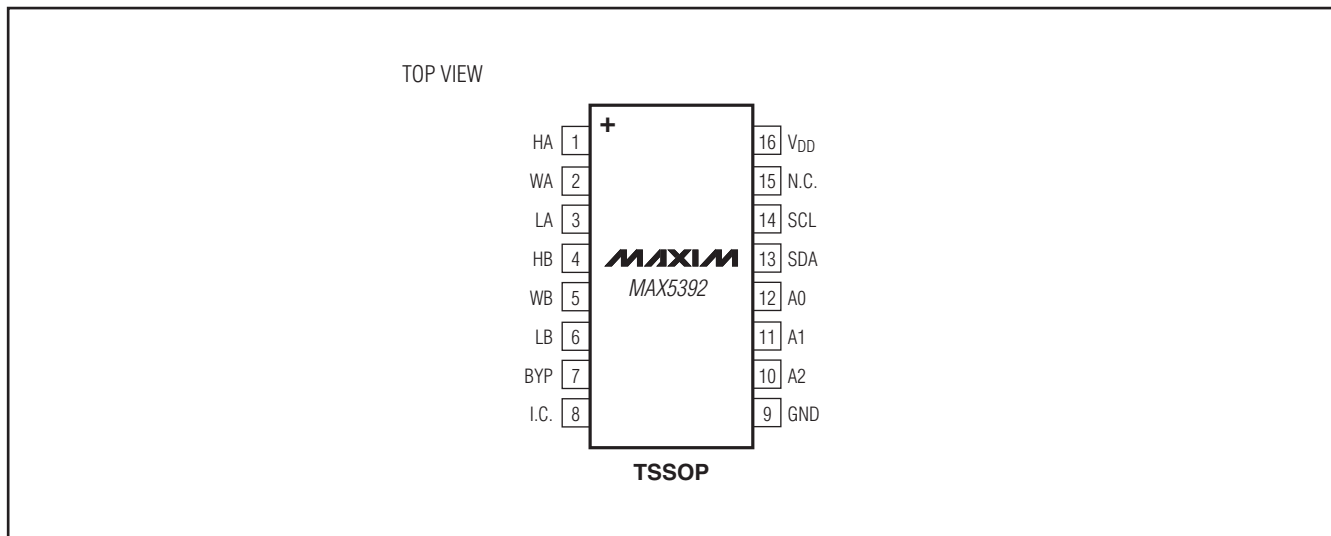 TOP VIEW
+
HA 1
WA 2
LA 3
HB 4
WB 5
LB 6
BYP 7
I.C. 8
MAXIM
MAX5392
16 VDD
15 N.C.
14 SCL
13 SDA
12 A0
11 A1
10 A2
9 GND
TSSOP